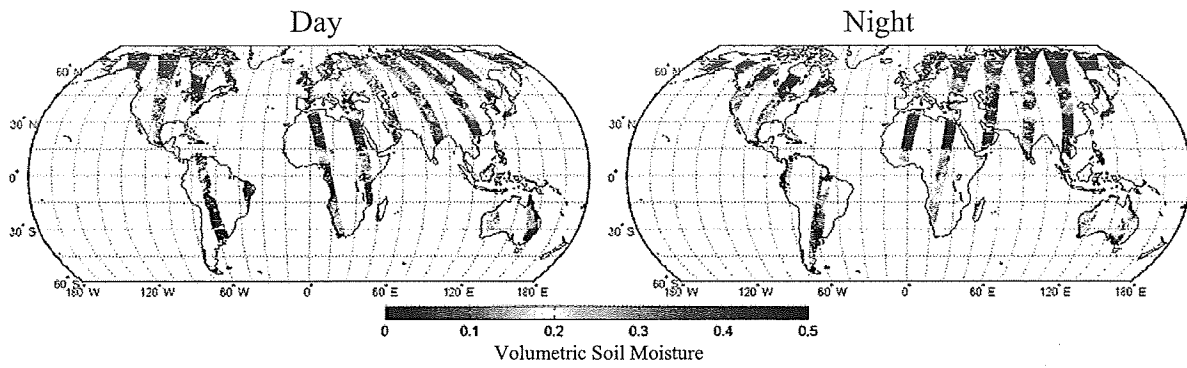 Day Night
60° N 60° N
30° N 30° N
0° 0°
30° S 30° S
60° S 60° S
180° W 120° W 60° W 0° 60° E 120° E 180° E 180° W 120° W 60° W 0° 60° E 120° E 180° E
0 0.1 0.2 0.3 0.4 0.5
Volumetric Soil Moisture